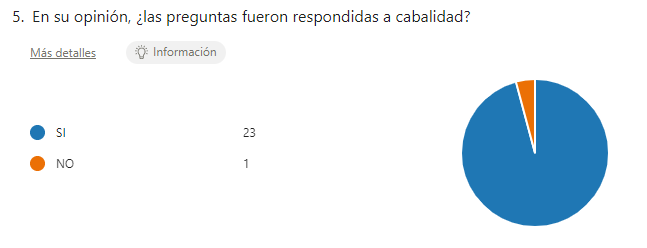 5. En su opinión, ¿las preguntas fueron respondidas a cabalidad?
Más detalles Información
SI 23
NO 1